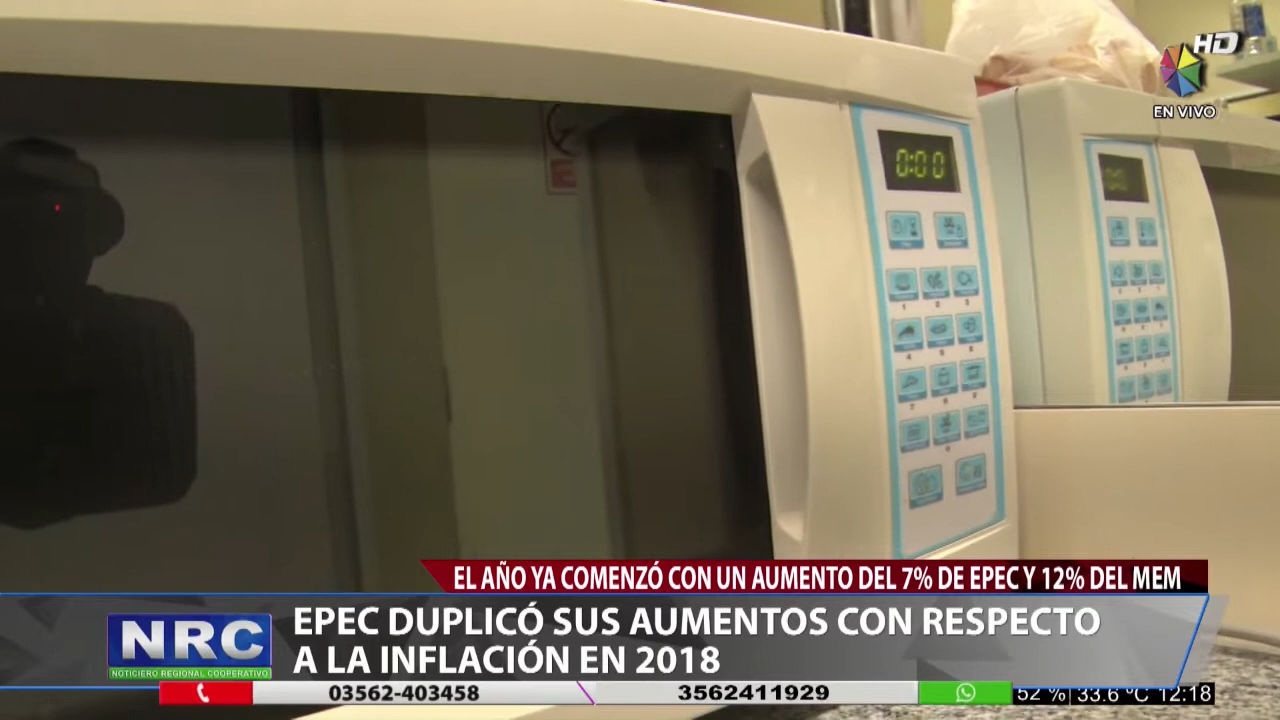 HD
EN VIVO
0:00
EL AÑO YA COMENZÓ CON UN AUMENTO DEL 7% DE EPEC Y 12% DEL MEM
NRC
NOTICIERO REGIONAL COOPERATIVO
EPEC DUPLICÓ SUS AUMENTOS CON RESPECTO
A LA INFLACIÓN EN 2018
03562-403458
3562411929
52 % 33.6 ºC 12:18